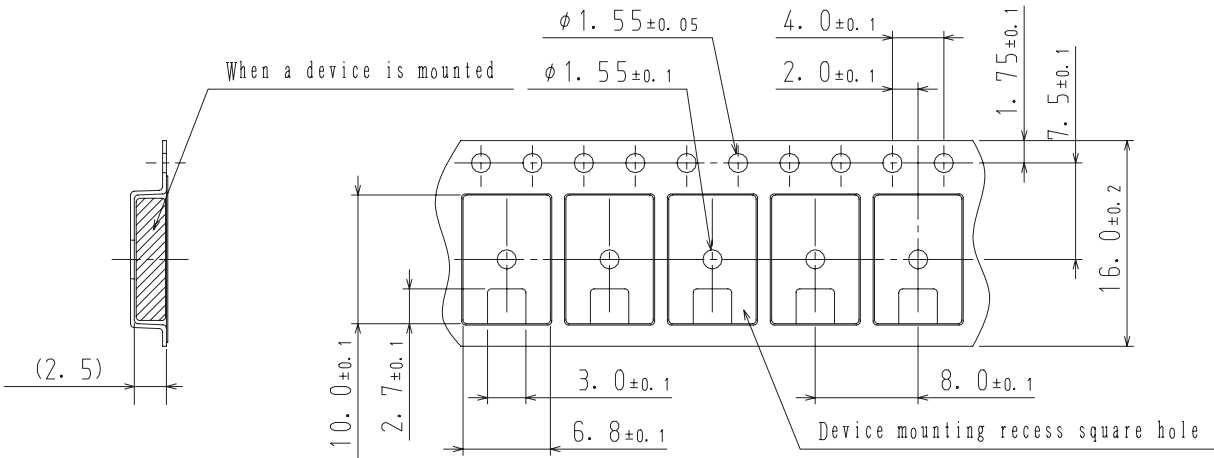 φ1.55±0.05
4.0±0.1
When a device is mounted
φ1.55±0.1
2.0±0.1
1.75±0.1
7.5±0.1
16.0±0.2
(2.5)
10.0±0.1
2.7±0.1
3.0±0.1
8.0±0.1
6.8±0.1
Device mounting recess square hole